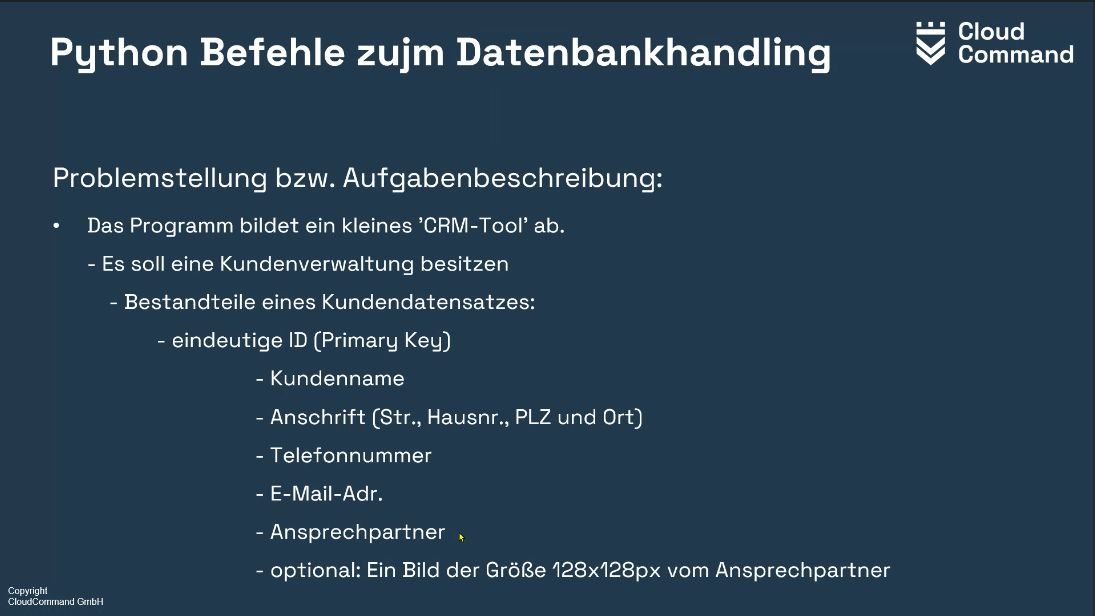 Python Befehle zujm Datenbankhandling
Cloud
Command
Problemstellung bzw. Aufgabenbeschreibung:
• Das Programm bildet ein kleines 'CRM-Tool' ab.
- Es soll eine Kundenverwaltung besitzen
- Bestandteile eines Kundendatensatzes:
- eindeutige ID (Primary Key)
- Kundenname
- Anschrift (Str., Hausnr., PLZ und Ort)
- Telefonnummer
- E-Mail-Adr.
- Ansprechpartner
- optional: Ein Bild der Größe 128x128px vom Ansprechpartner
Copyright
CloudCommand GmbH